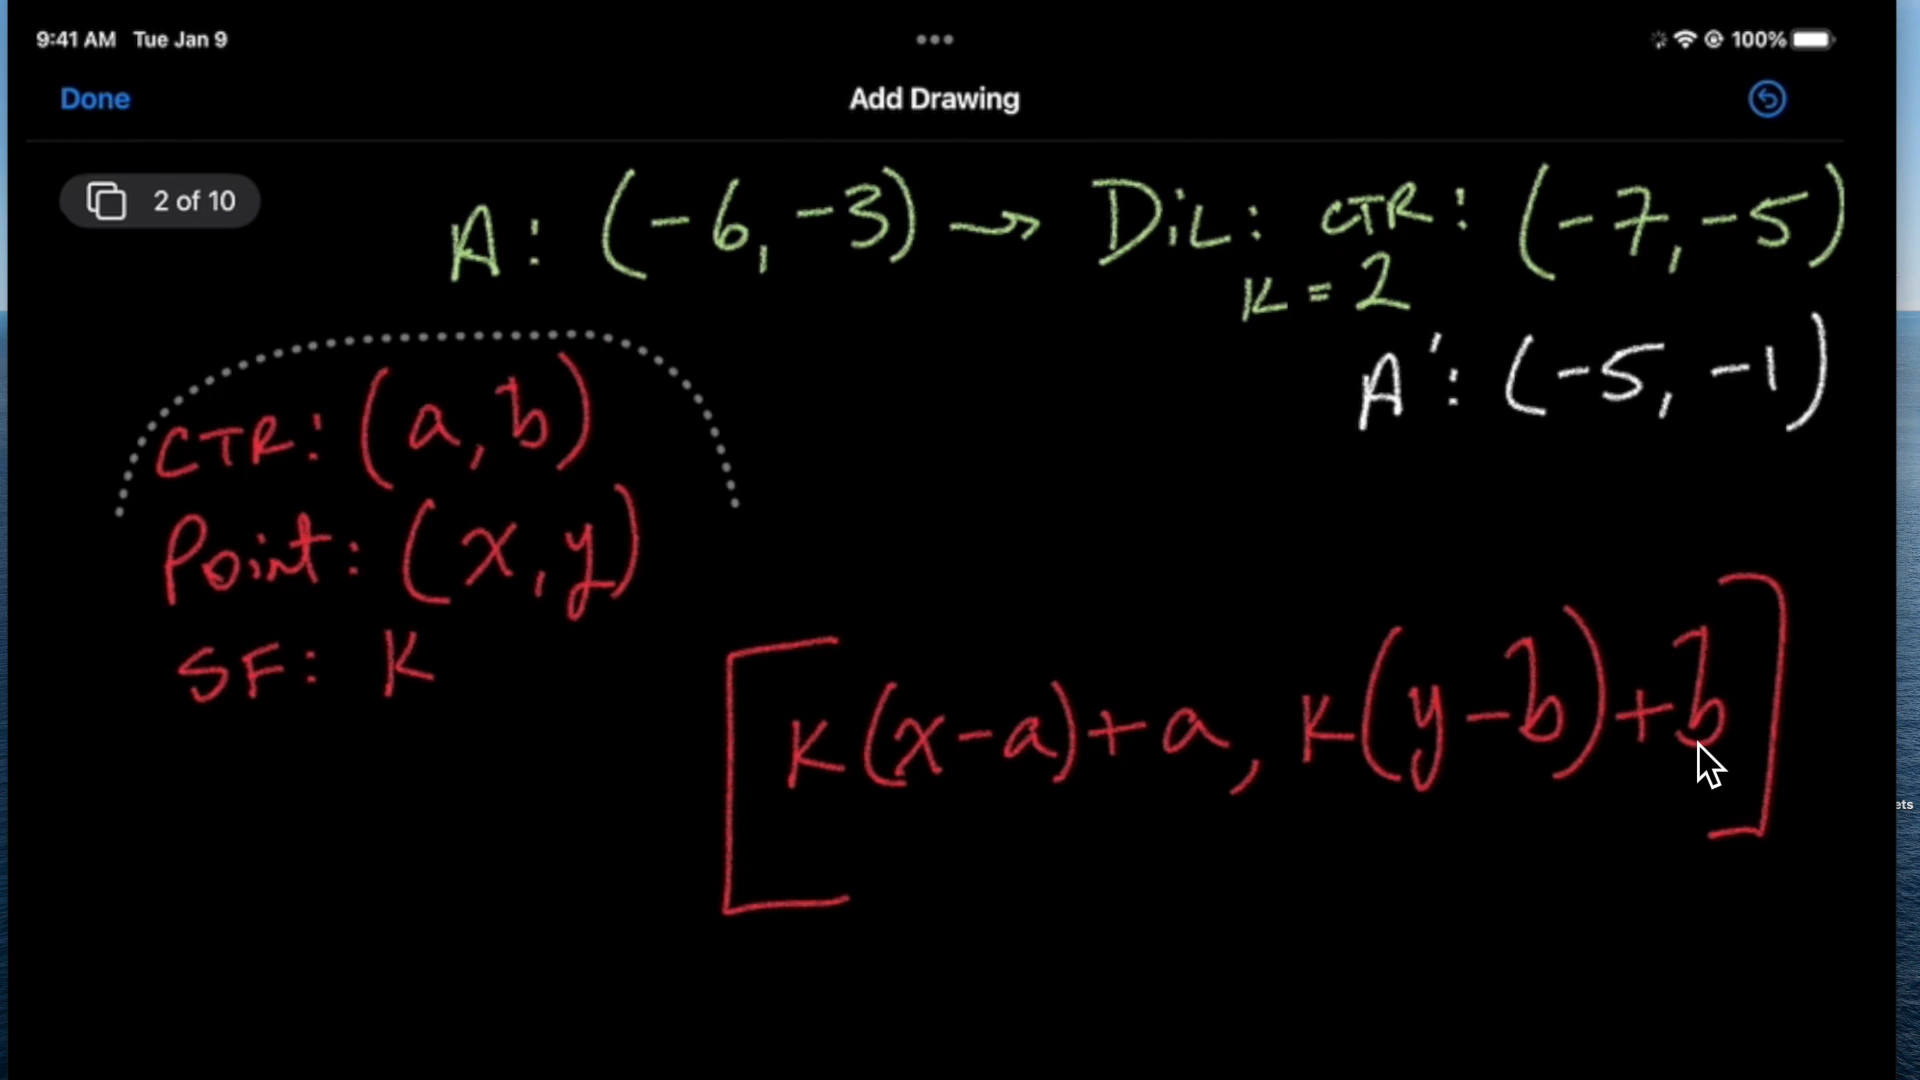 9:41 AM Tue Jan 9 100%
Done Add Drawing
2 of 10
A: (-6, -3) → DiL: CTR: (-7, -5)
K = 2
A': (-5, -1)
CTR: (a, b)
Point: (x, y)
SF: K
[K(x-a)+a, K(y-b)+b]
ets